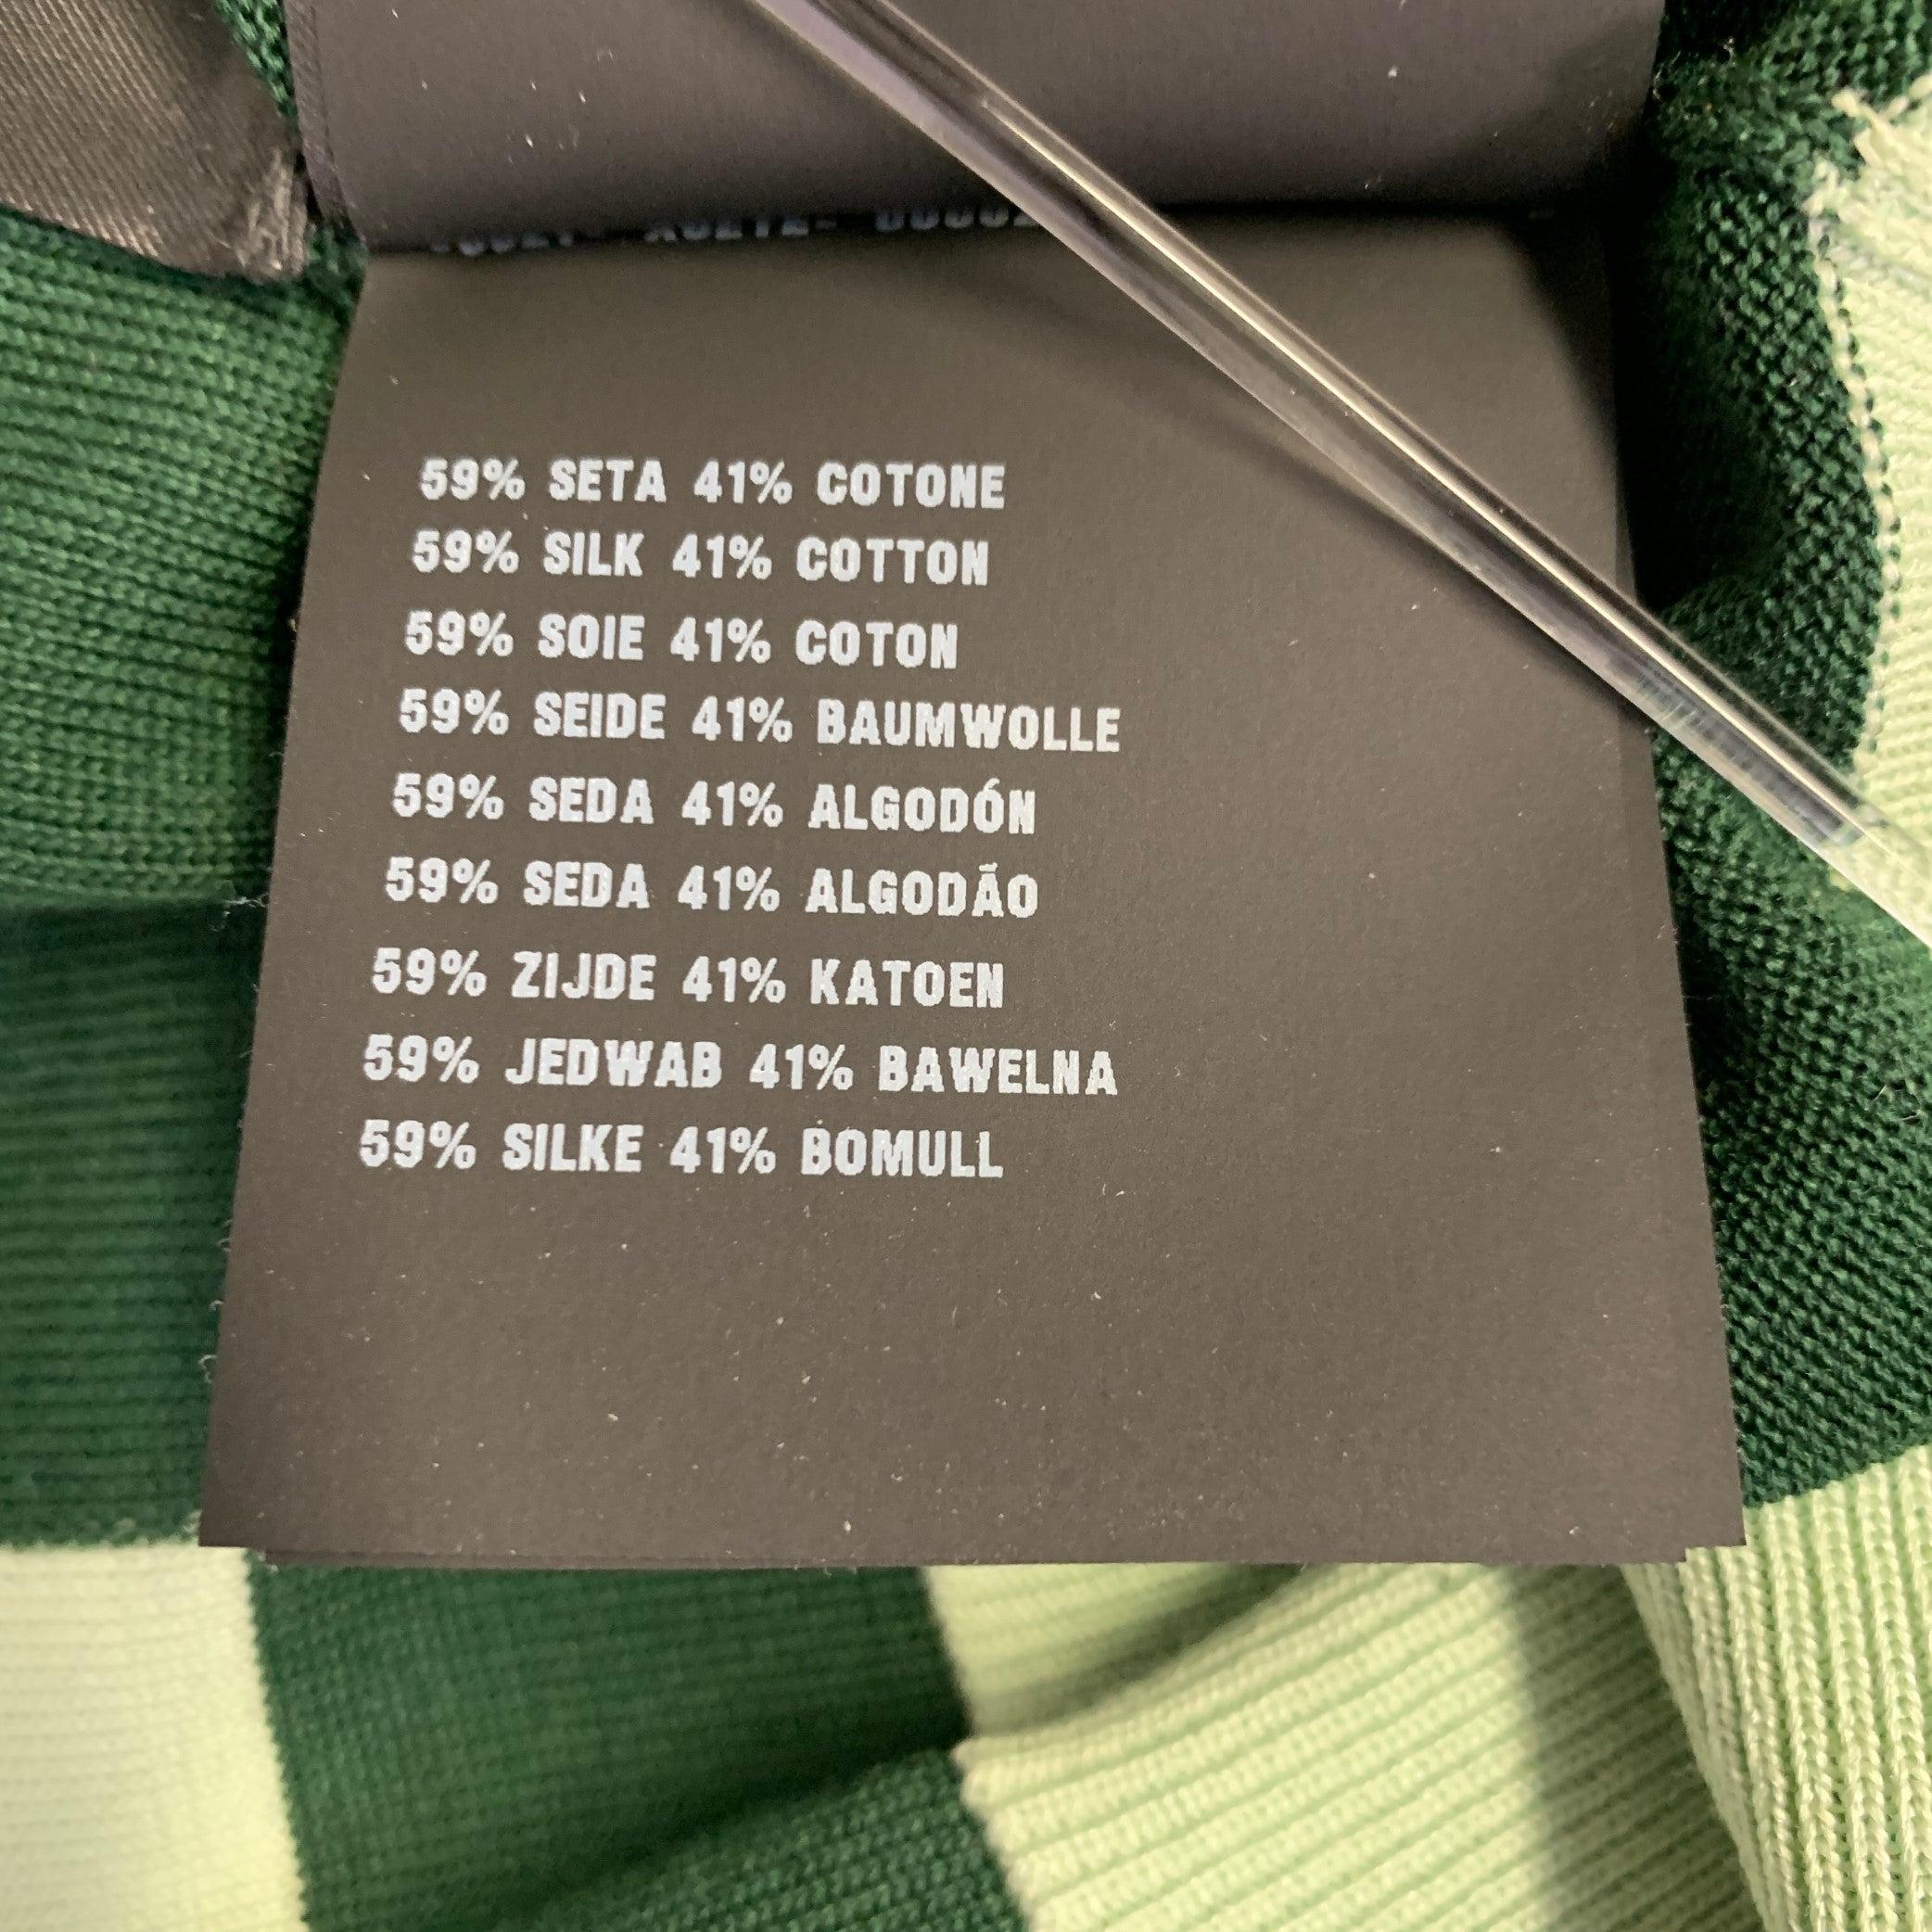 59% SETA 41% COTONE
59% SILK 41% COTTON
59% SOIE 41% COTON
59% SEIDE 41% BAUMWOLLE
59% SEDA 41% ALGODÓN
59% SEDA 41% ALGODÃO
59% ZIJDE 41% KATOEN
59% JEDWAB 41% BAWELNA
59% SILKE 41% BOMULL